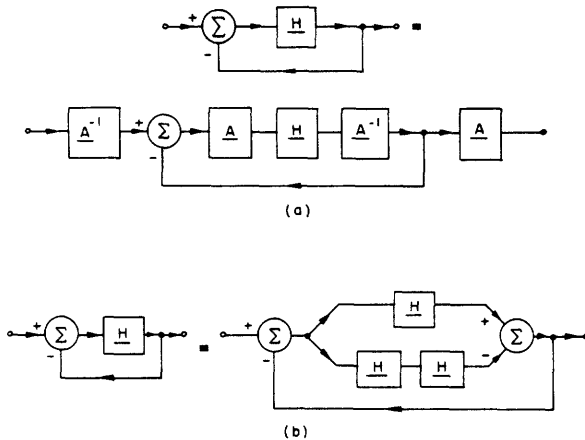 + Σ - H =
A⁻¹ + Σ - A H A⁻¹ A
(a)
H
+ Σ - H = + Σ - + Σ -
H H
(b)